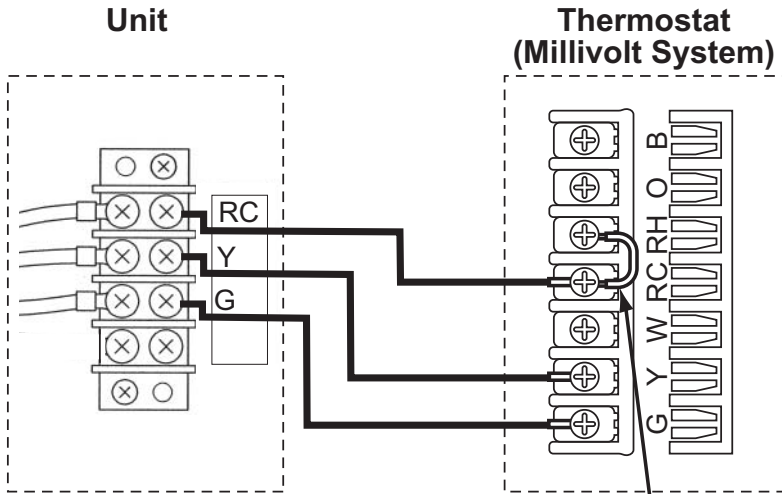 Unit
Thermostat
(Millivolt System)
RC
Y
G
B
O
RH
RC
W
Y
G